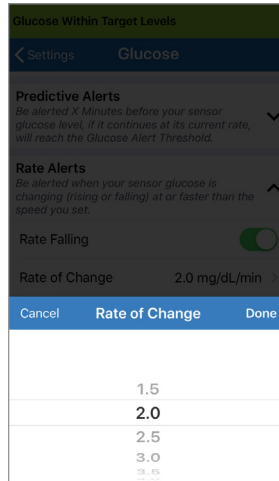 Glucose Within Target Levels
Settings
Glucose
Predictive Alerts
Be alerted X Minutes before your sensor
glucose level, if it continues at its current rate,
will reach the Glucose Alert Threshold.
Rate Alerts
Be alerted when your sensor glucose is
changing (rising or falling) at or faster than the
speed you set.
Rate Falling
Rate of Change 2.0 mg/dL/min
Cancel Rate of Change Done
1.5
2.0
2.5
3.0
3.5